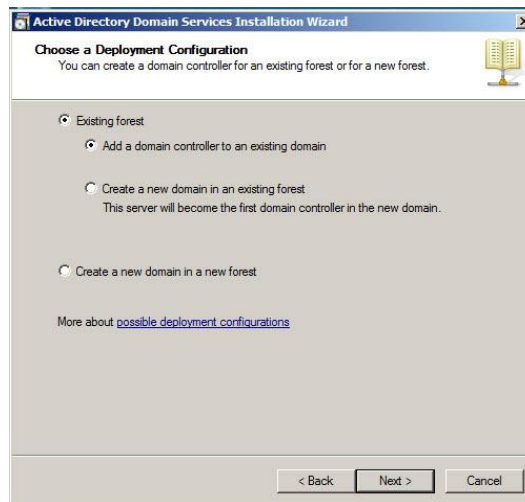 Active Directory Domain Services Installation Wizard
Choose a Deployment Configuration
You can create a domain controller for an existing forest or for a new forest.
Existing forest
Add a domain controller to an existing domain
Create a new domain in an existing forest
This server will become the first domain controller in the new domain.
Create a new domain in a new forest
More about possible deployment configurations
< Back Next > Cancel